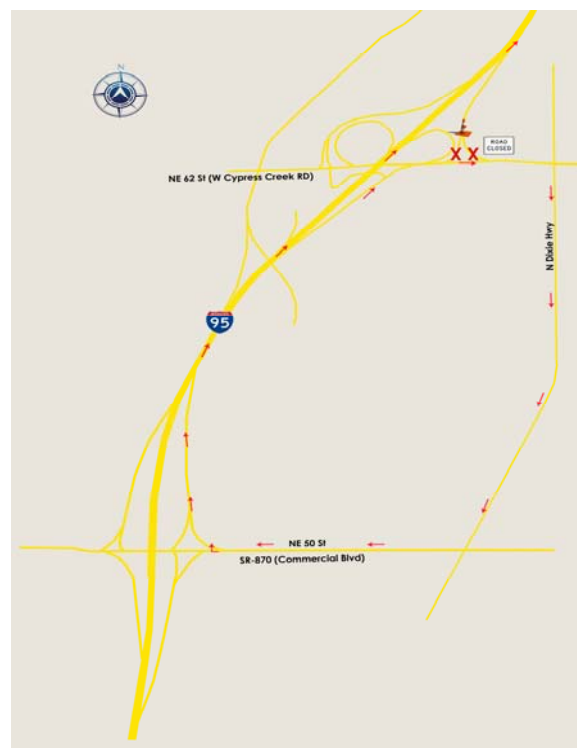 N
ROAD
CLOSED
X X
NE 62 St (W Cypress Creek RD)
N Dixie Hwy
95
NE 50 St
SR-870 (Commercial Blvd)